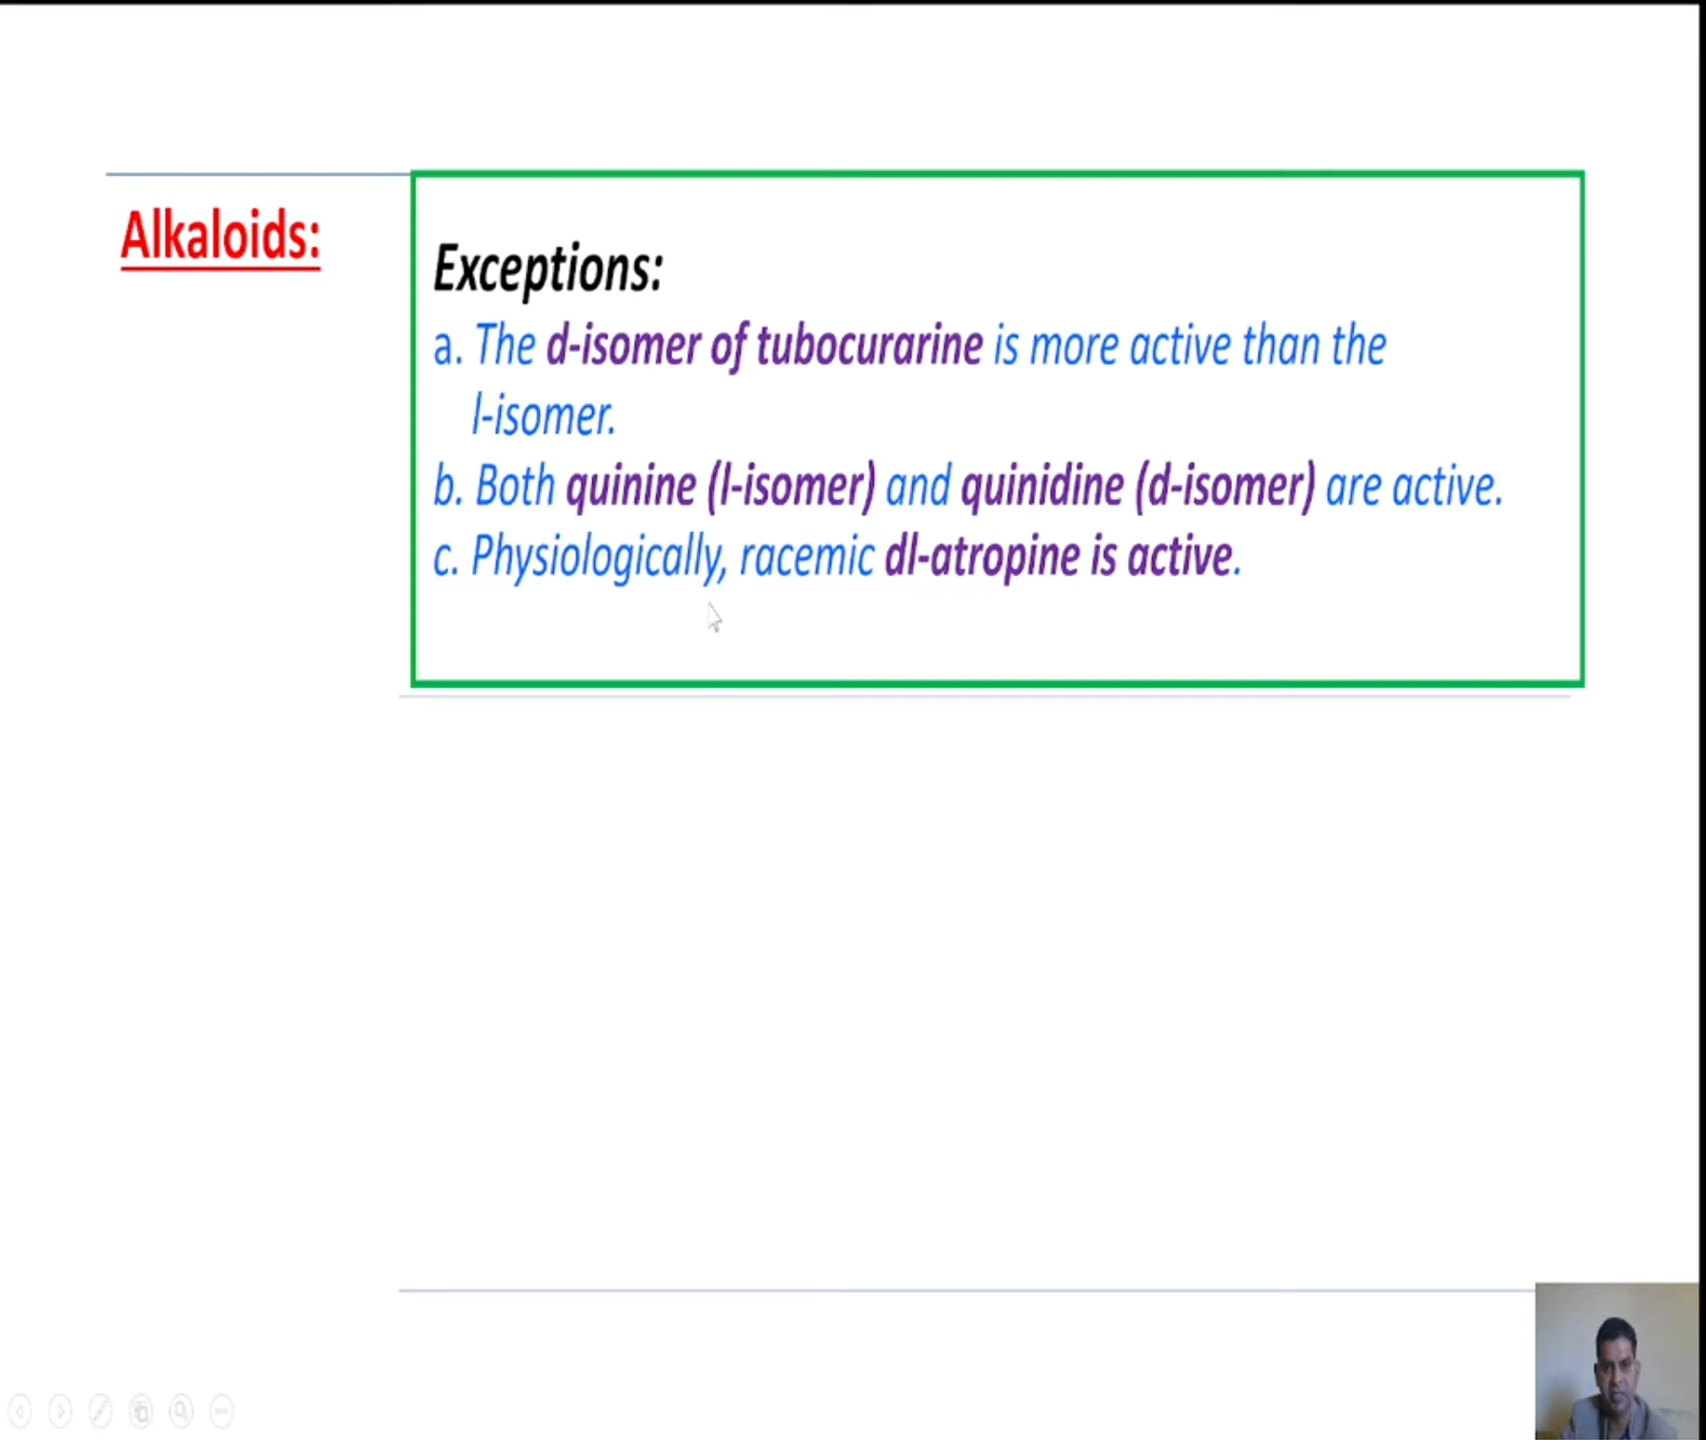 Alkaloids:
Exceptions:
a. The d-isomer of tubocurarine is more active than the
l-isomer.
b. Both quinine (l-isomer) and quinidine (d-isomer) are active.
c. Physiologically, racemic dl-atropine is active.